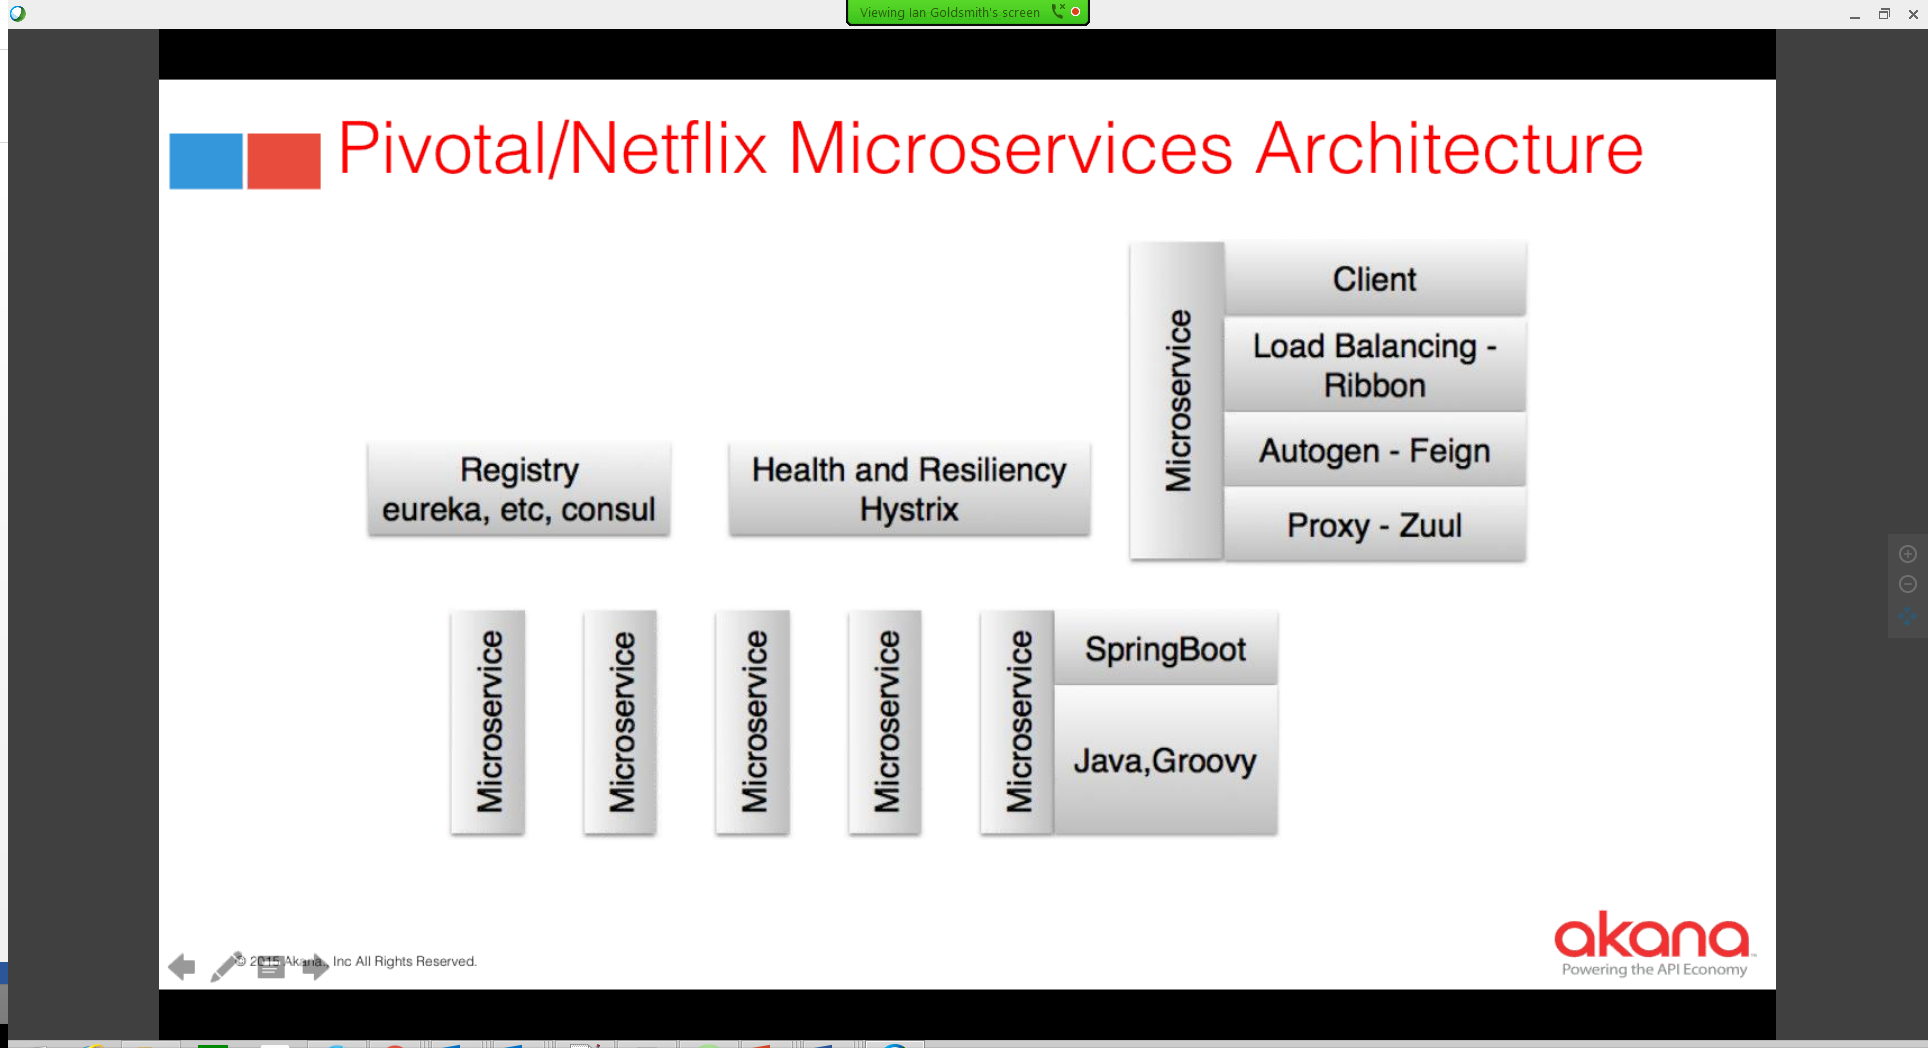 Viewing Ian Goldsmith's screen
Pivotal/Netflix Microservices Architecture
Microservice
Client
Load Balancing -
Ribbon
Autogen - Feign
Proxy - Zuul
Registry
eureka, etc, consul
Health and Resiliency
Hystrix
Microservice
Microservice
Microservice
Microservice
Microservice
SpringBoot
Java,Groovy
© 2015 Akana., Inc All Rights Reserved.
akana
Powering the API Economy